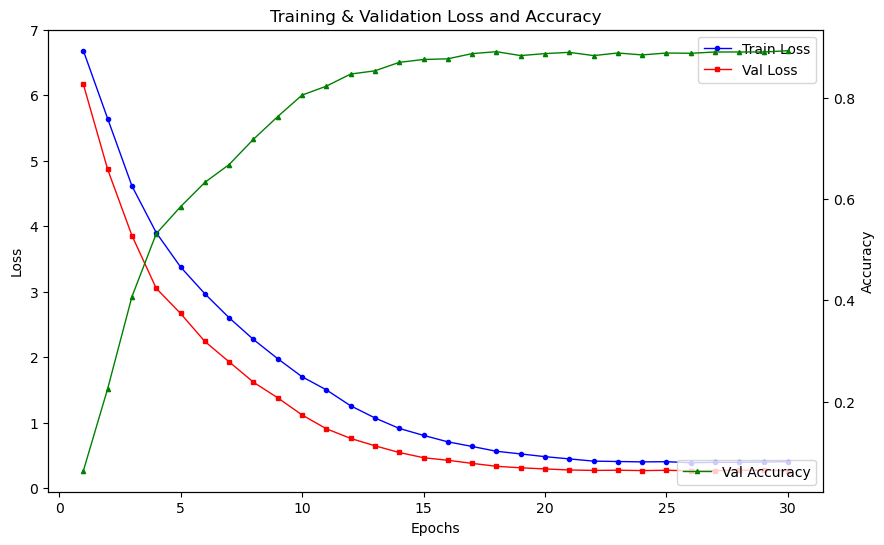 Training & Validation Loss and Accuracy
7
6
5
4
3
2
1
0
Loss
0
5
10
15
20
25
30
Epochs
0.8
0.6
0.4
0.2
Accuracy
Train Loss
Val Loss
Val Accuracy